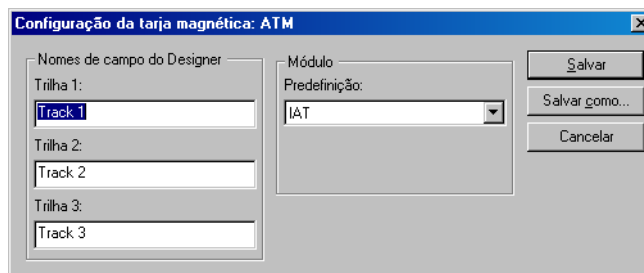 Configuração da tarja magnética: ATM
Nomes de campo do Designer
Trilha 1:
Track 1
Trilha 2:
Track 2
Trilha 3:
Track 3
Módulo
Predefinição:
IAT
Salvar
Salvar como...
Cancelar